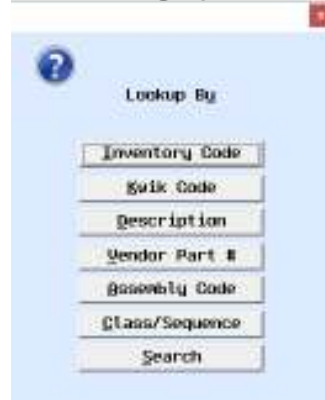 ?
Lookup By
Inventory Code
Kwik Code
Description
Vendor Part #
Assembly Code
Class/Sequence
Search